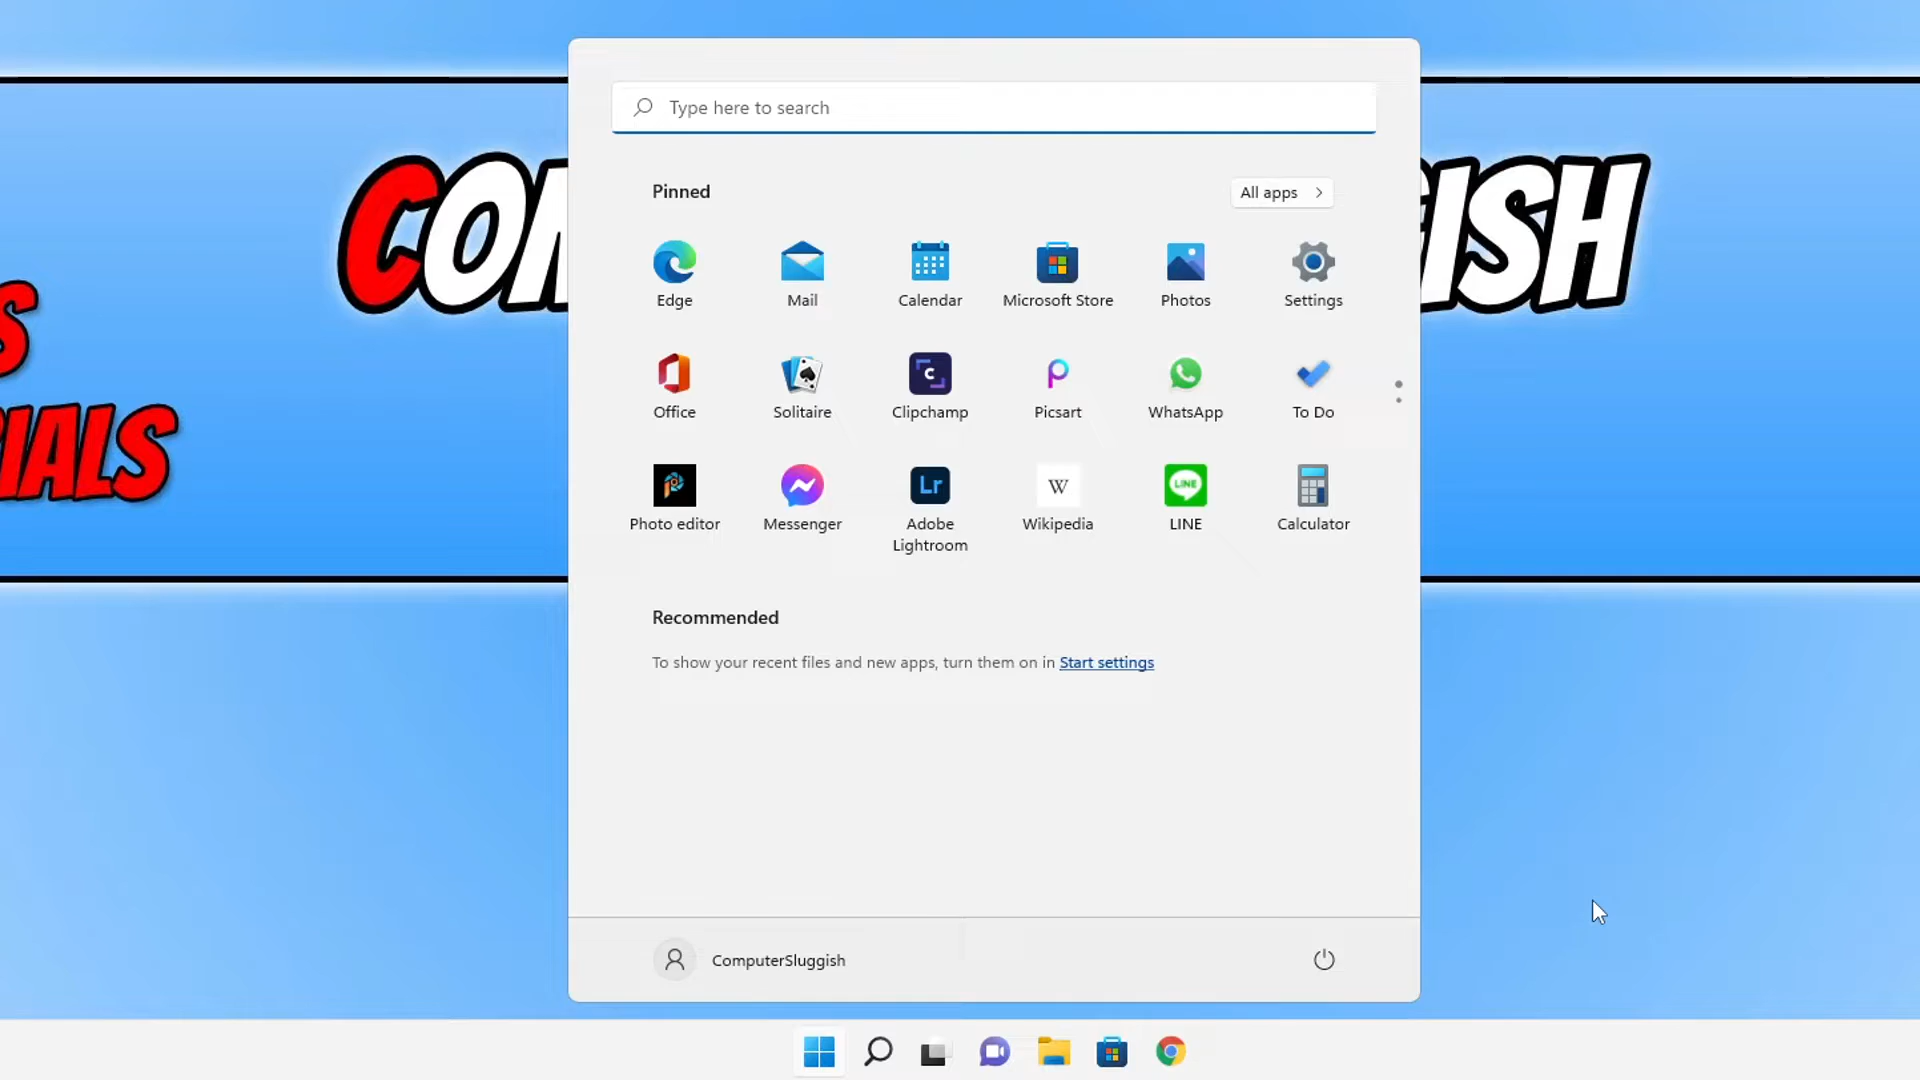 Type here to search
Pinned
All apps
Edge
Mail
Calendar
Microsoft Store
Photos
Settings
Office
Solitaire
Clipchamp
Picsart
WhatsApp
To Do
Photo editor
Messenger
Lr
Adobe
Lightroom
W
Wikipedia
LINE
LINE
Calculator
Recommended
To show your recent files and new apps, turn them on in Start settings
ComputerSluggish